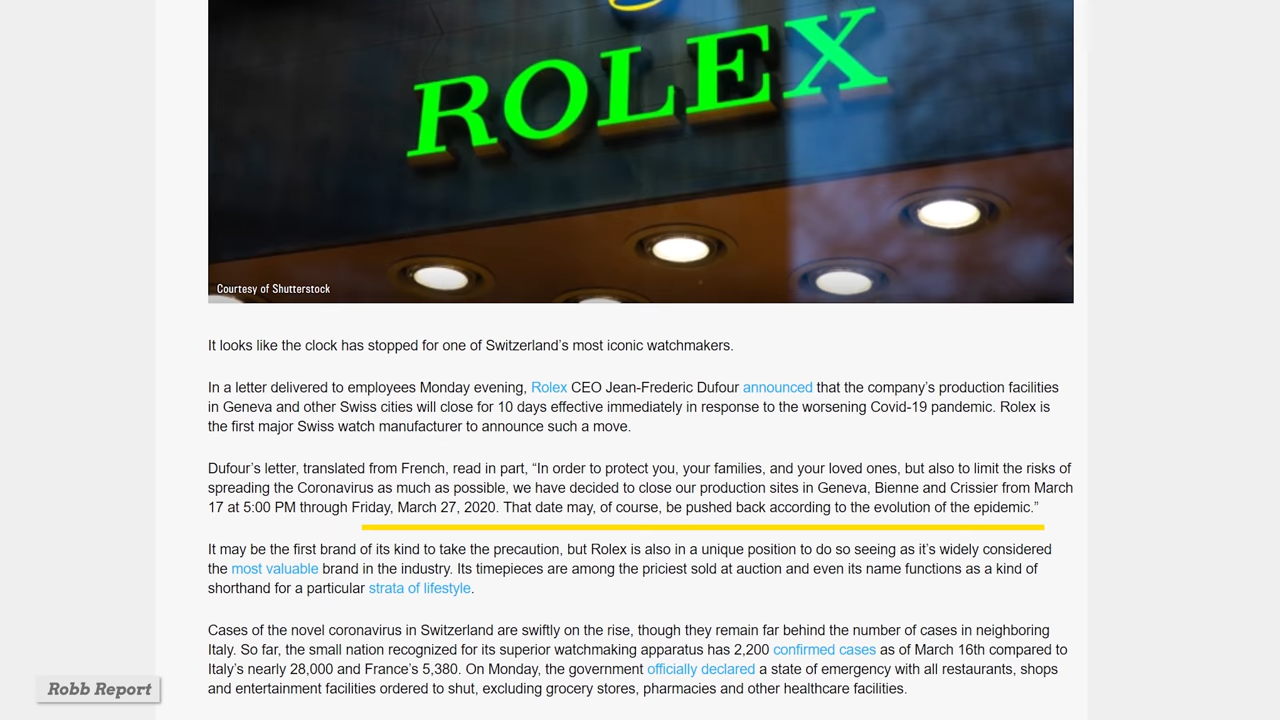 ROLEX
Courtesy of Shutterstock
It looks like the clock has stopped for one of Switzerland’s most iconic watchmakers.
In a letter delivered to employees Monday evening, Rolex CEO Jean-Frederic Dufour announced that the company’s production facilities
in Geneva and other Swiss cities will close for 10 days effective immediately in response to the worsening Covid-19 pandemic. Rolex is
the first major Swiss watch manufacturer to announce such a move.
Dufour’s letter, translated from French, read in part, “In order to protect you, your families, and your loved ones, but also to limit the risks of
spreading the Coronavirus as much as possible, we have decided to close our production sites in Geneva, Bienne and Crissier from March
17 at 5:00 PM through Friday, March 27, 2020. That date may, of course, be pushed back according to the evolution of the epidemic.”
It may be the first brand of its kind to take the precaution, but Rolex is also in a unique position to do so seeing as it’s widely considered
the most valuable brand in the industry. Its timepieces are among the priciest sold at auction and even its name functions as a kind of
shorthand for a particular strata of lifestyle.
Cases of the novel coronavirus in Switzerland are swiftly on the rise, though they remain far behind the number of cases in neighboring
Italy. So far, the small nation recognized for its superior watchmaking apparatus has 2,200 confirmed cases as of March 16th compared to
Italy’s nearly 28,000 and France’s 5,380. On Monday, the government officially declared a state of emergency with all restaurants, shops
and entertainment facilities ordered to shut, excluding grocery stores, pharmacies and other healthcare facilities.
Robb Report